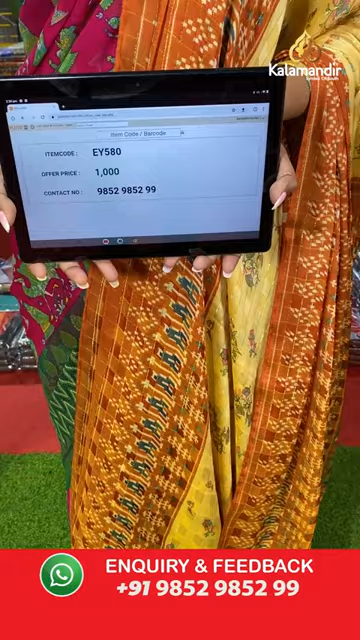 Kalamandir
Item Code / Barcode
ITEMCODE : EY580
OFFER PRICE : 1,000
CONTACT NO : 9852 9852 99
ENQUIRY & FEEDBACK
+91 9852 9852 99